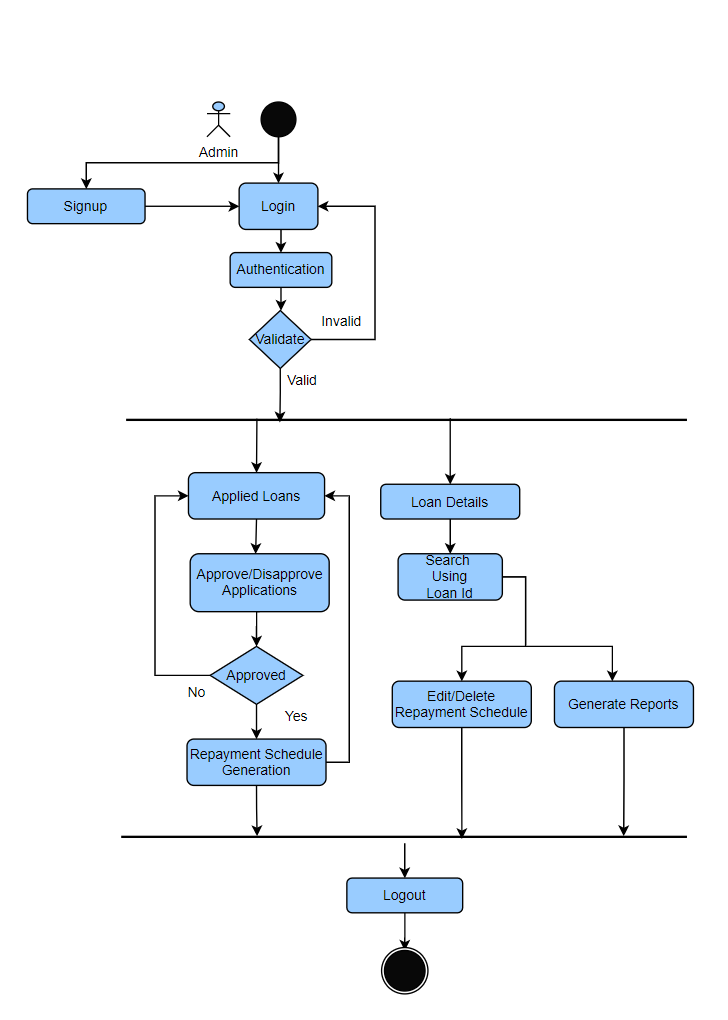 Admin
Signup
Login
Authentication
Invalid
Validate
Valid
Applied Loans
Loan Details
Approve/Disapprove
Applications
Search
Using
Loan Id
Approved
No
Yes
Edit/Delete
Repayment Schedule
Generate Reports
Repayment Schedule
Generation
Logout